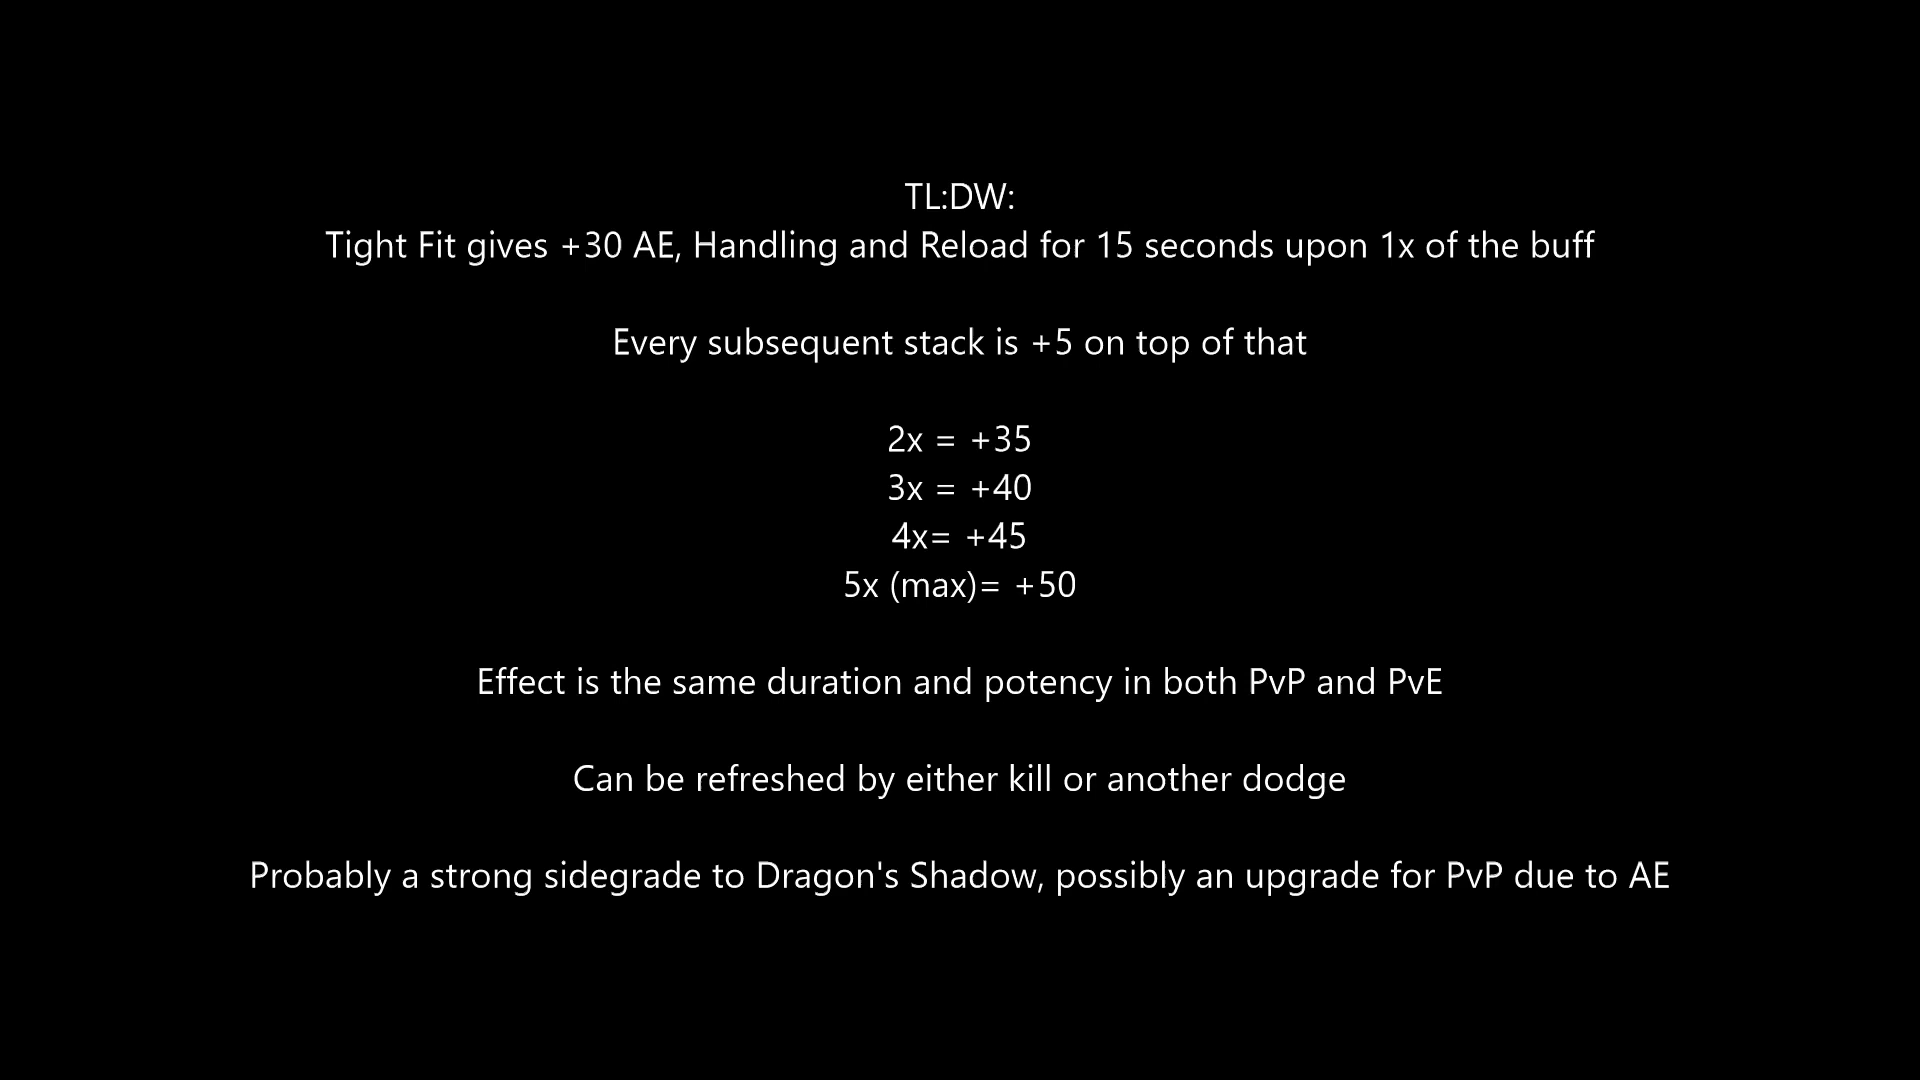 TL:DW:
Tight Fit gives +30 AE, Handling and Reload for 15 seconds upon 1x of the buff
Every subsequent stack is +5 on top of that
2x = +35
3x = +40
4x= +45
5x (max)= +50
Effect is the same duration and potency in both PvP and PvE
Can be refreshed by either kill or another dodge
Probably a strong sidegrade to Dragon's Shadow, possibly an upgrade for PvP due to AE